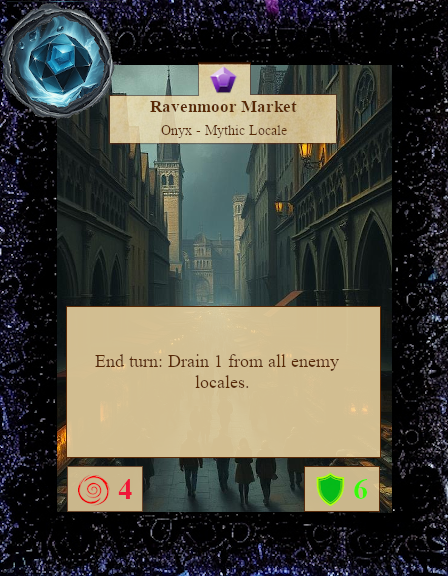 Ravenmoor Market
Onyx - Mythic Locale
End turn: Drain 1 from all enemy
locales.
4
6